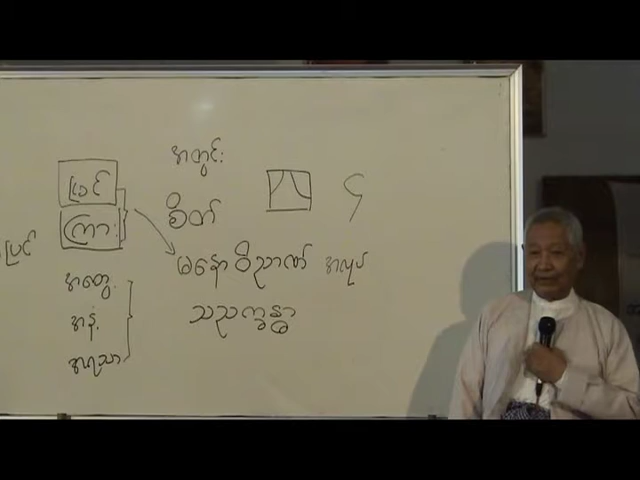 အတွင်း
မြင်
ကြား
စိတ်
၄
မနောဝိညာဏ် အလုပ်
အတွေ့
အနံ့
သညက္ခန္ဓာ
အရသာ